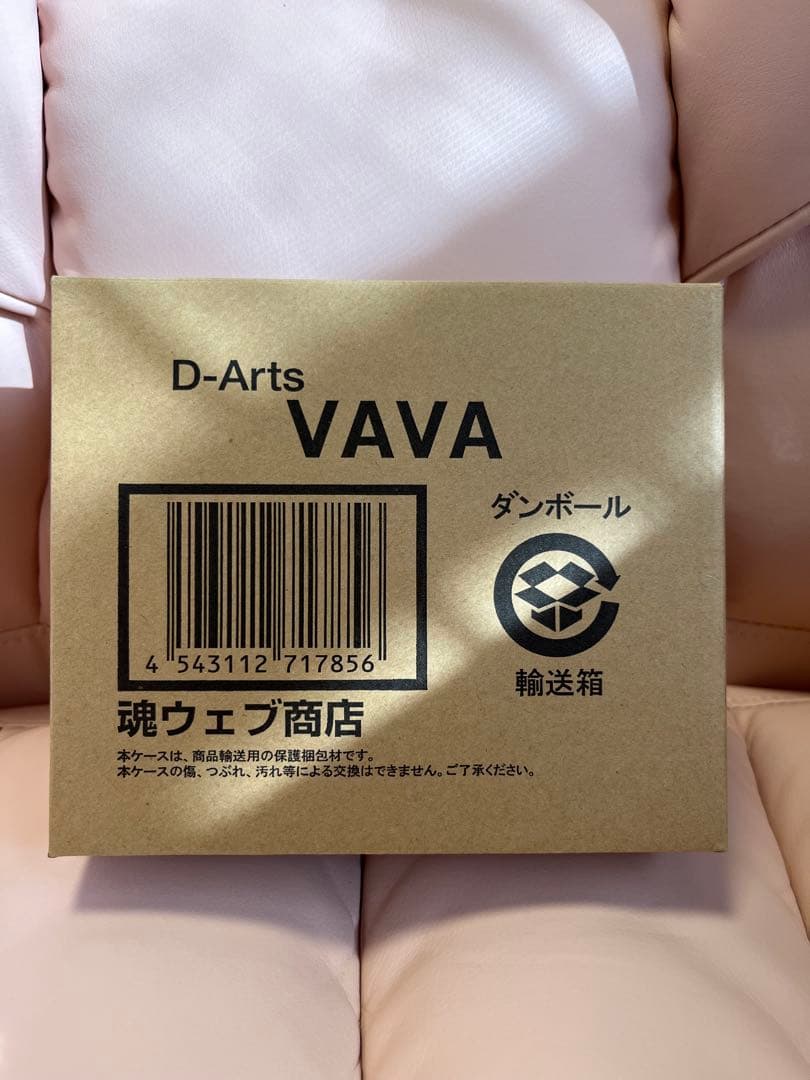 D-Arts
VAVA
ダンボール
4 543112 717856
輸送箱
魂ウェブ商店
本ケースは、商品輸送用の保護梱包材です。
本ケースの傷、つぶれ、汚れ等による交換はできません。ご了承ください。